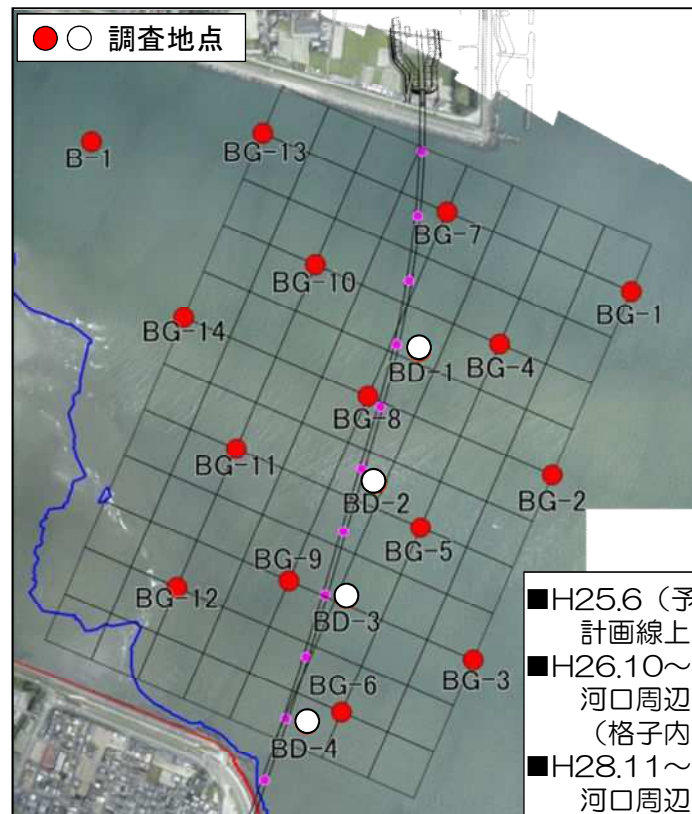 調査地点
B-1
BG-13
BG-7
BG-10
BG-1
BG-14
BD-1
BG-4
BG-8
BG-11
BD-2
BG-2
BG-5
BG-9
BG-12
BD-3
BG-3
BG-6
BD-4
■H25.6（予
計画線上
■H26.10～
河口周辺
（格子内
■H28.11～
河口周辺